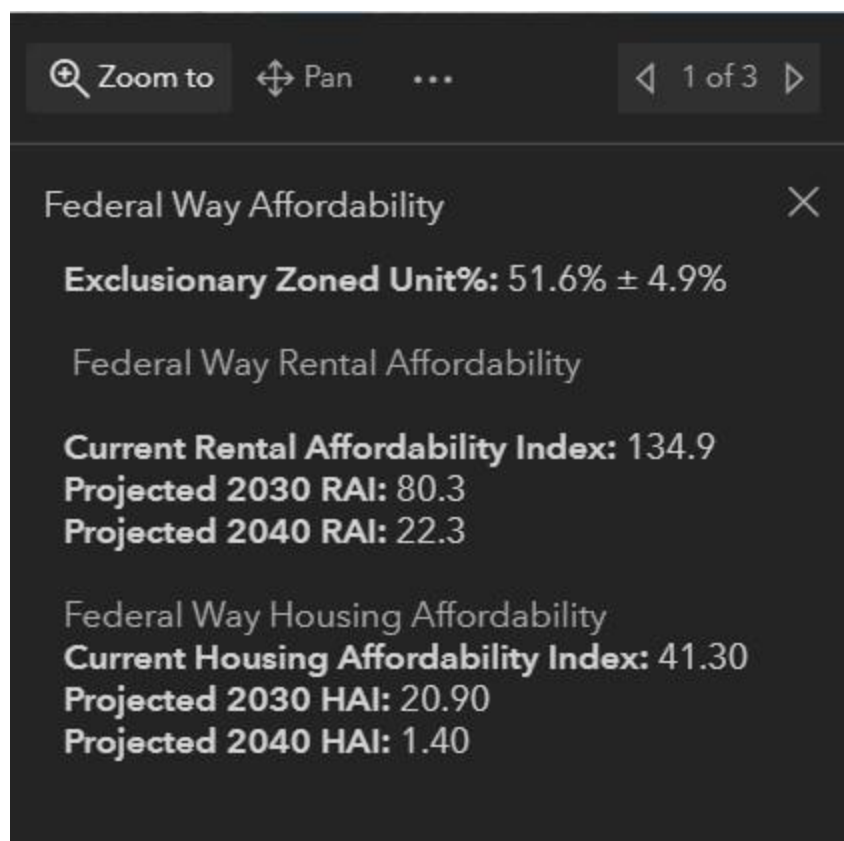 Zoom to Pan ... 1 of 3
Federal Way Affordability
Exclusionary Zoned Unit%: 51.6% ± 4.9%
Federal Way Rental Affordability
Current Rental Affordability Index: 134.9
Projected 2030 RAI: 80.3
Projected 2040 RAI: 22.3
Federal Way Housing Affordability
Current Housing Affordability Index: 41.30
Projected 2030 HAI: 20.90
Projected 2040 HAI: 1.40